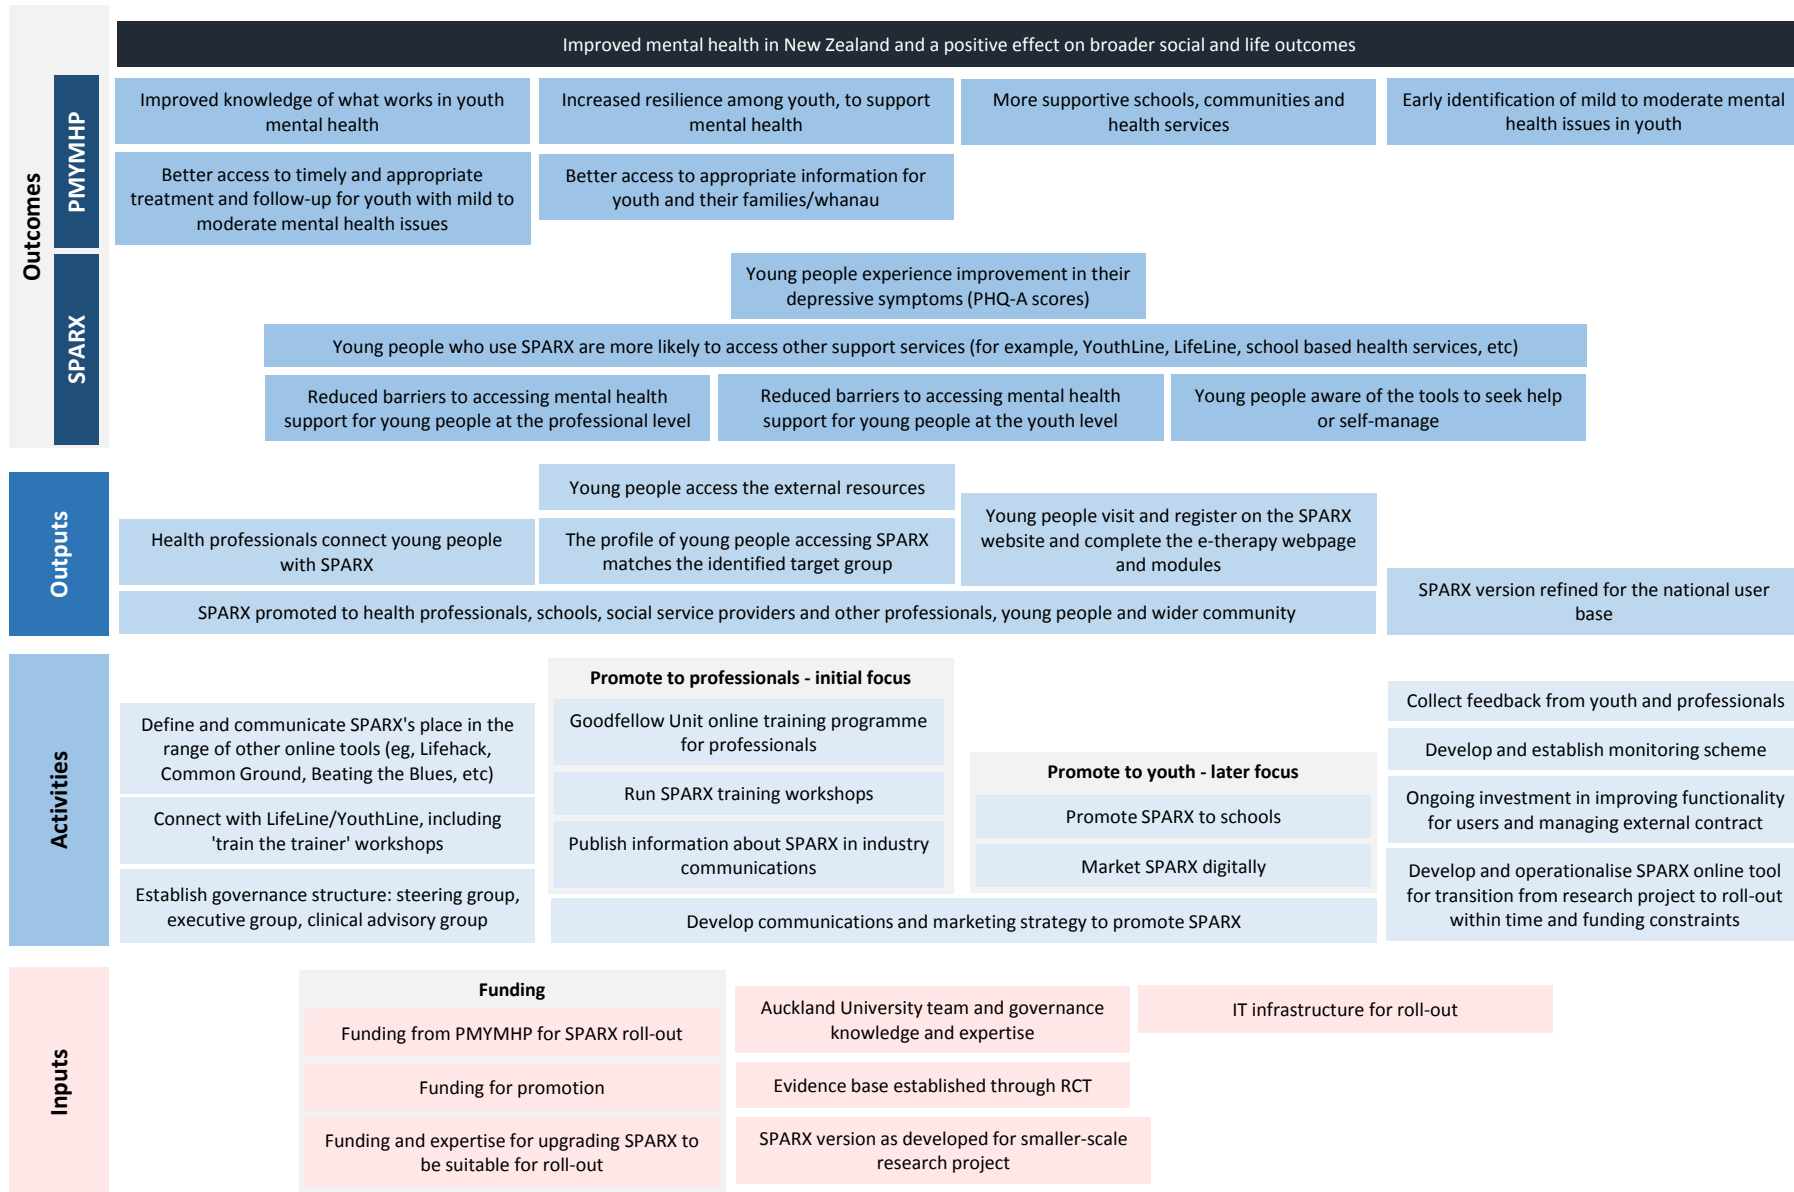 Improved mental health in New Zealand and a positive effect on broader social and life outcomes
Outcomes
PMYMHP
Improved knowledge of what works in youth
mental health
Increased resilience among youth, to support
mental health
More supportive schools, communities and
health services
Early identification of mild to moderate mental
health issues in youth
Better access to timely and appropriate
treatment and follow-up for youth with mild to
moderate mental health issues
Better access to appropriate information for
youth and their families/whanau
SPARX
Young people experience improvement in their
depressive symptoms (PHQ-A scores)
Young people who use SPARX are more likely to access other support services (for example, YouthLine, LifeLine, school based health services, etc)
Reduced barriers to accessing mental health
support for young people at the professional level
Reduced barriers to accessing mental health
support for young people at the youth level
Young people aware of the tools to seek help
or self-manage
Outputs
Young people access the external resources
Health professionals connect young people
with SPARX
The profile of young people accessing SPARX
matches the identified target group
Young people visit and register on the SPARX
website and complete the e-therapy webpage
and modules
SPARX promoted to health professionals, schools, social service providers and other professionals, young people and wider community
SPARX version refined for the national user
base
Activities
Define and communicate SPARX's place in the
range of other online tools (eg, Lifehack,
Common Ground, Beating the Blues, etc)
Connect with LifeLine/YouthLine, including
'train the trainer' workshops
Establish governance structure: steering group,
executive group, clinical advisory group
Promote to professionals - initial focus
Goodfellow Unit online training programme
for professionals
Run SPARX training workshops
Publish information about SPARX in industry
communications
Promote to youth - later focus
Promote SPARX to schools
Market SPARX digitally
Develop communications and marketing strategy to promote SPARX
Collect feedback from youth and professionals
Develop and establish monitoring scheme
Ongoing investment in improving functionality
for users and managing external contract
Develop and operationalise SPARX online tool
for transition from research project to roll-out
within time and funding constraints
Inputs
Funding
Funding from PMYMHP for SPARX roll-out
Funding for promotion
Funding and expertise for upgrading SPARX to
be suitable for roll-out
Auckland University team and governance
knowledge and expertise
Evidence base established through RCT
SPARX version as developed for smaller-scale
research project
IT infrastructure for roll-out